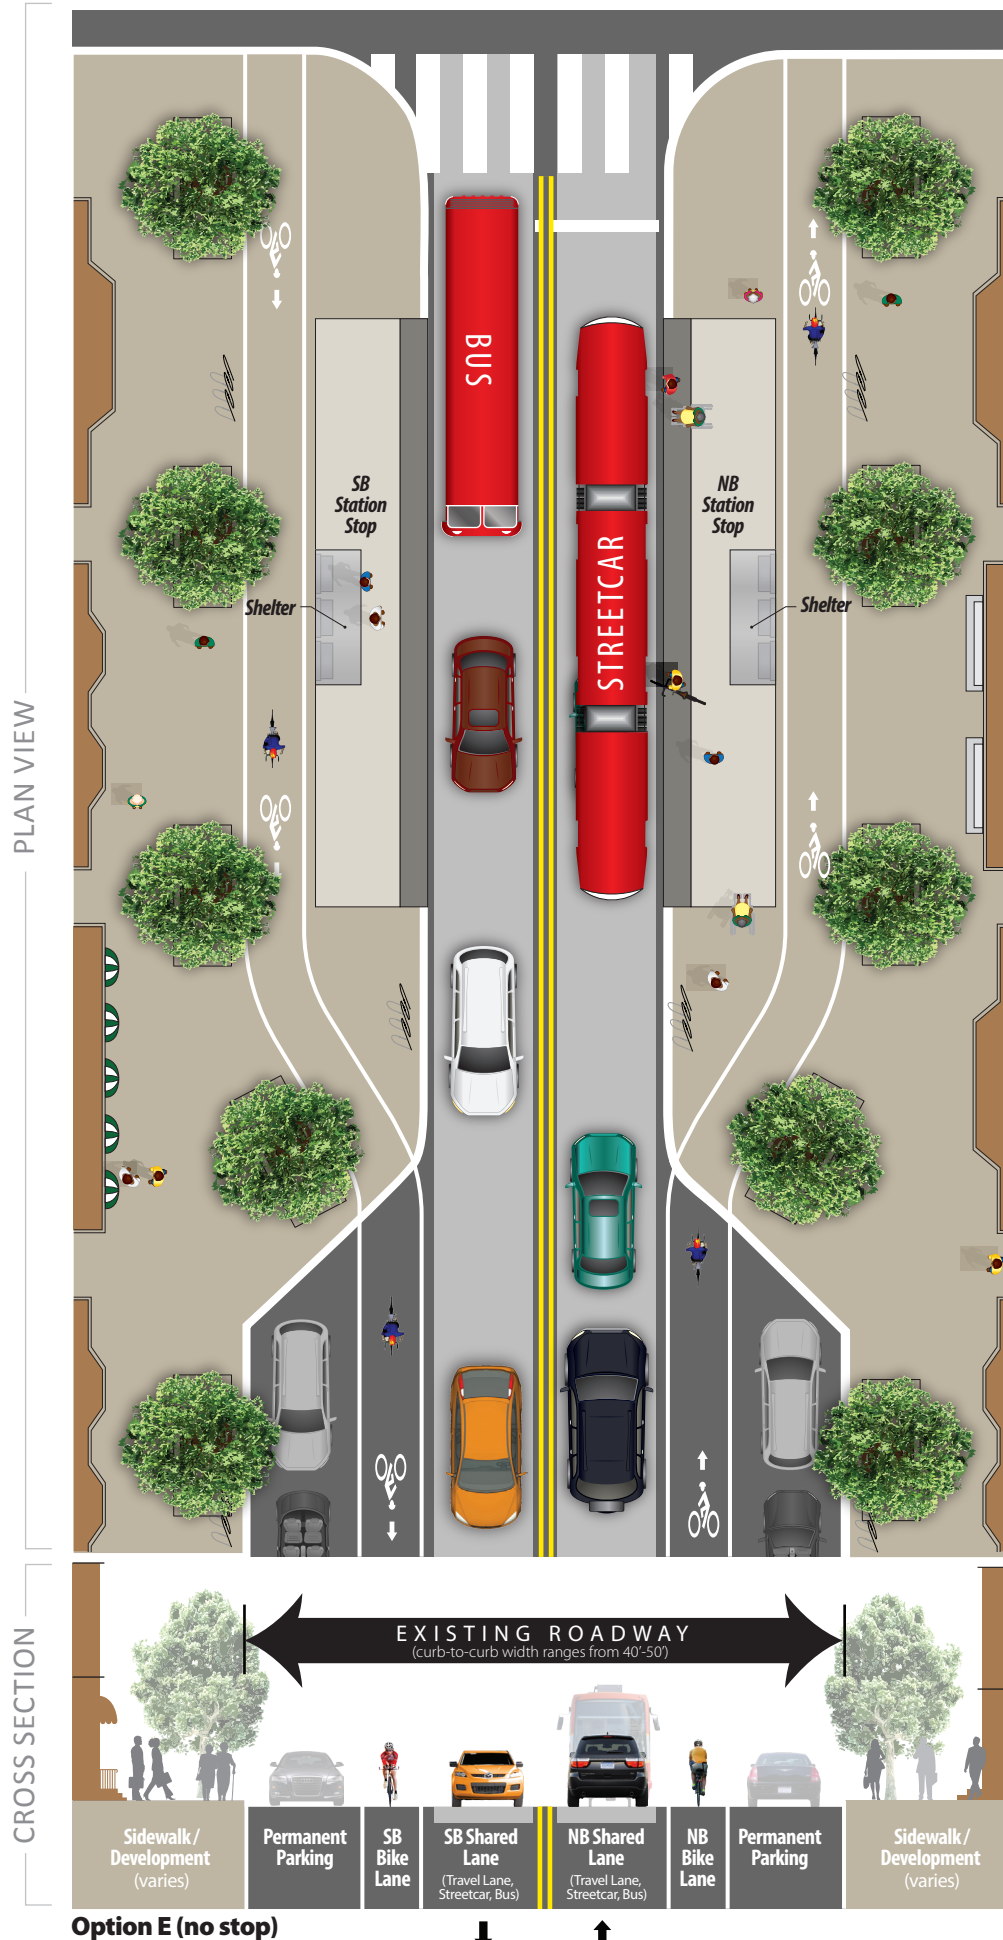 PLAN VIEW
BUS
SB
Station
Stop
NB
Station
Stop
STREETCAR
Shelter
Shelter
CROSS SECTION
EXISTING ROADWAY
(curb-to-curb width ranges from 40'-50')
Sidewalk /
Development
(varies)
Permanent
Parking
SB
Bike
Lane
SB Shared
Lane
(Travel Lane,
Streetcar, Bus)
NB Shared
Lane
(Travel Lane,
Streetcar, Bus)
NB
Bike
Lane
Permanent
Parking
Sidewalk /
Development
(varies)
Option E (no stop)